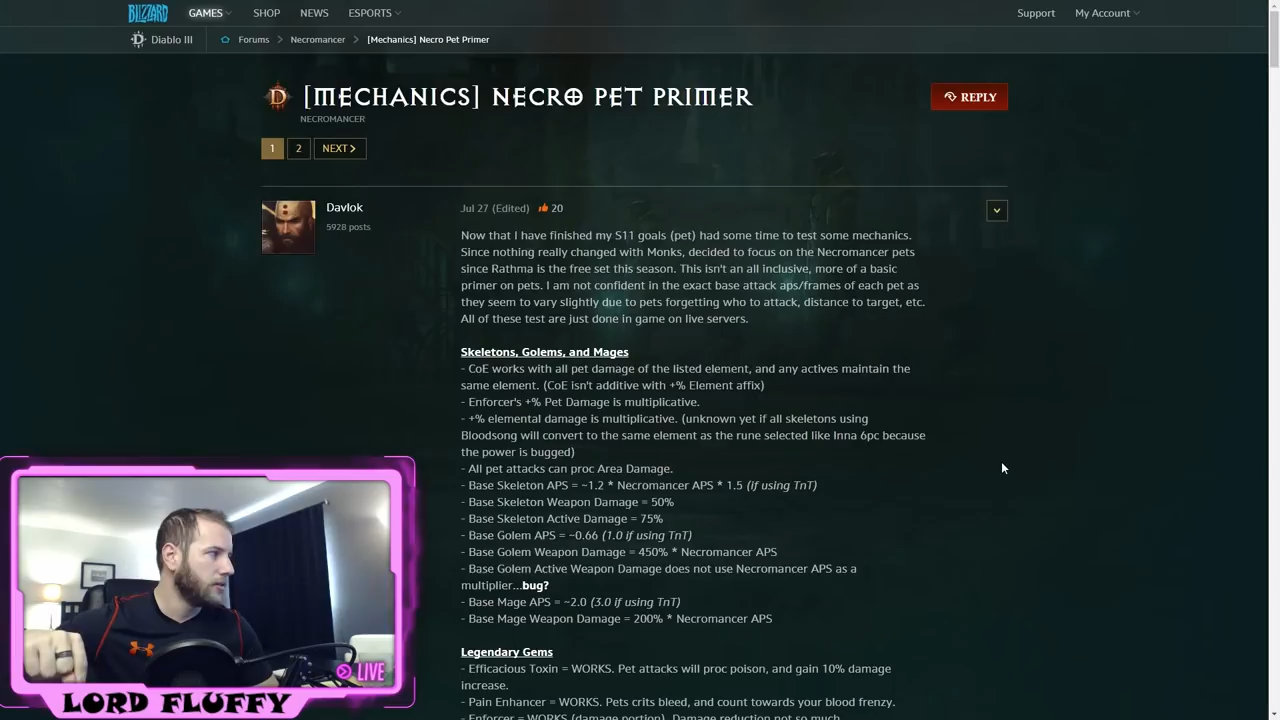 BLIZZARD GAMES SHOP NEWS ESPORTS Support My Account
Diablo III Forums > Necromancer > [Mechanics] Necro Pet Primer
[MECHANICS] NECRO PET PRIMER
REPLY
NECROMANCER
1 2 NEXT >
Davlok
5928 posts
Jul 27 (Edited) 20
Now that I have finished my S11 goals (pet) had some time to test some mechanics.
Since nothing really changed with Monks, decided to focus on the Necromancer pets
since Rathma is the free set this season. This isn't an all inclusive, more of a basic
primer on pets. I am not confident in the exact base attack aps/frames of each pet as
they seem to vary slightly due to pets forgetting who to attack, distance to target, etc.
All of these test are just done in game on live servers.
Skeletons, Golems, and Mages
- CoE works with all pet damage of the listed element, and any actives maintain the
same element. (CoE isn't additive with +% Element affix)
- Enforcer's +% Pet Damage is multiplicative.
- +% elemental damage is multiplicative. (unknown yet if all skeletons using
Bloodsong will convert to the same element as the rune selected like Inna 6pc because
the power is bugged)
- All pet attacks can proc Area Damage.
- Base Skeleton APS = ~1.2 * Necromancer APS * 1.5 (if using TnT)
- Base Skeleton Weapon Damage = 50%
- Base Skeleton Active Damage = 75%
- Base Golem APS = ~0.66 (1.0 if using TnT)
- Base Golem Weapon Damage = 450% * Necromancer APS
- Base Golem Active Weapon Damage does not use Necromancer APS as a
multiplier...bug?
- Base Mage APS = ~2.0 (3.0 if using TnT)
- Base Mage Weapon Damage = 200% * Necromancer APS
Legendary Gems
- Efficacious Toxin = WORKS. Pet attacks will proc poison, and gain 10% damage
increase.
- Pain Enhancer = WORKS. Pets crits bleed, and count towards your blood frenzy.
- Enforcer = WORKS (damage portion). Damage reduction not so much.
LIVE
LORD FLUFFY